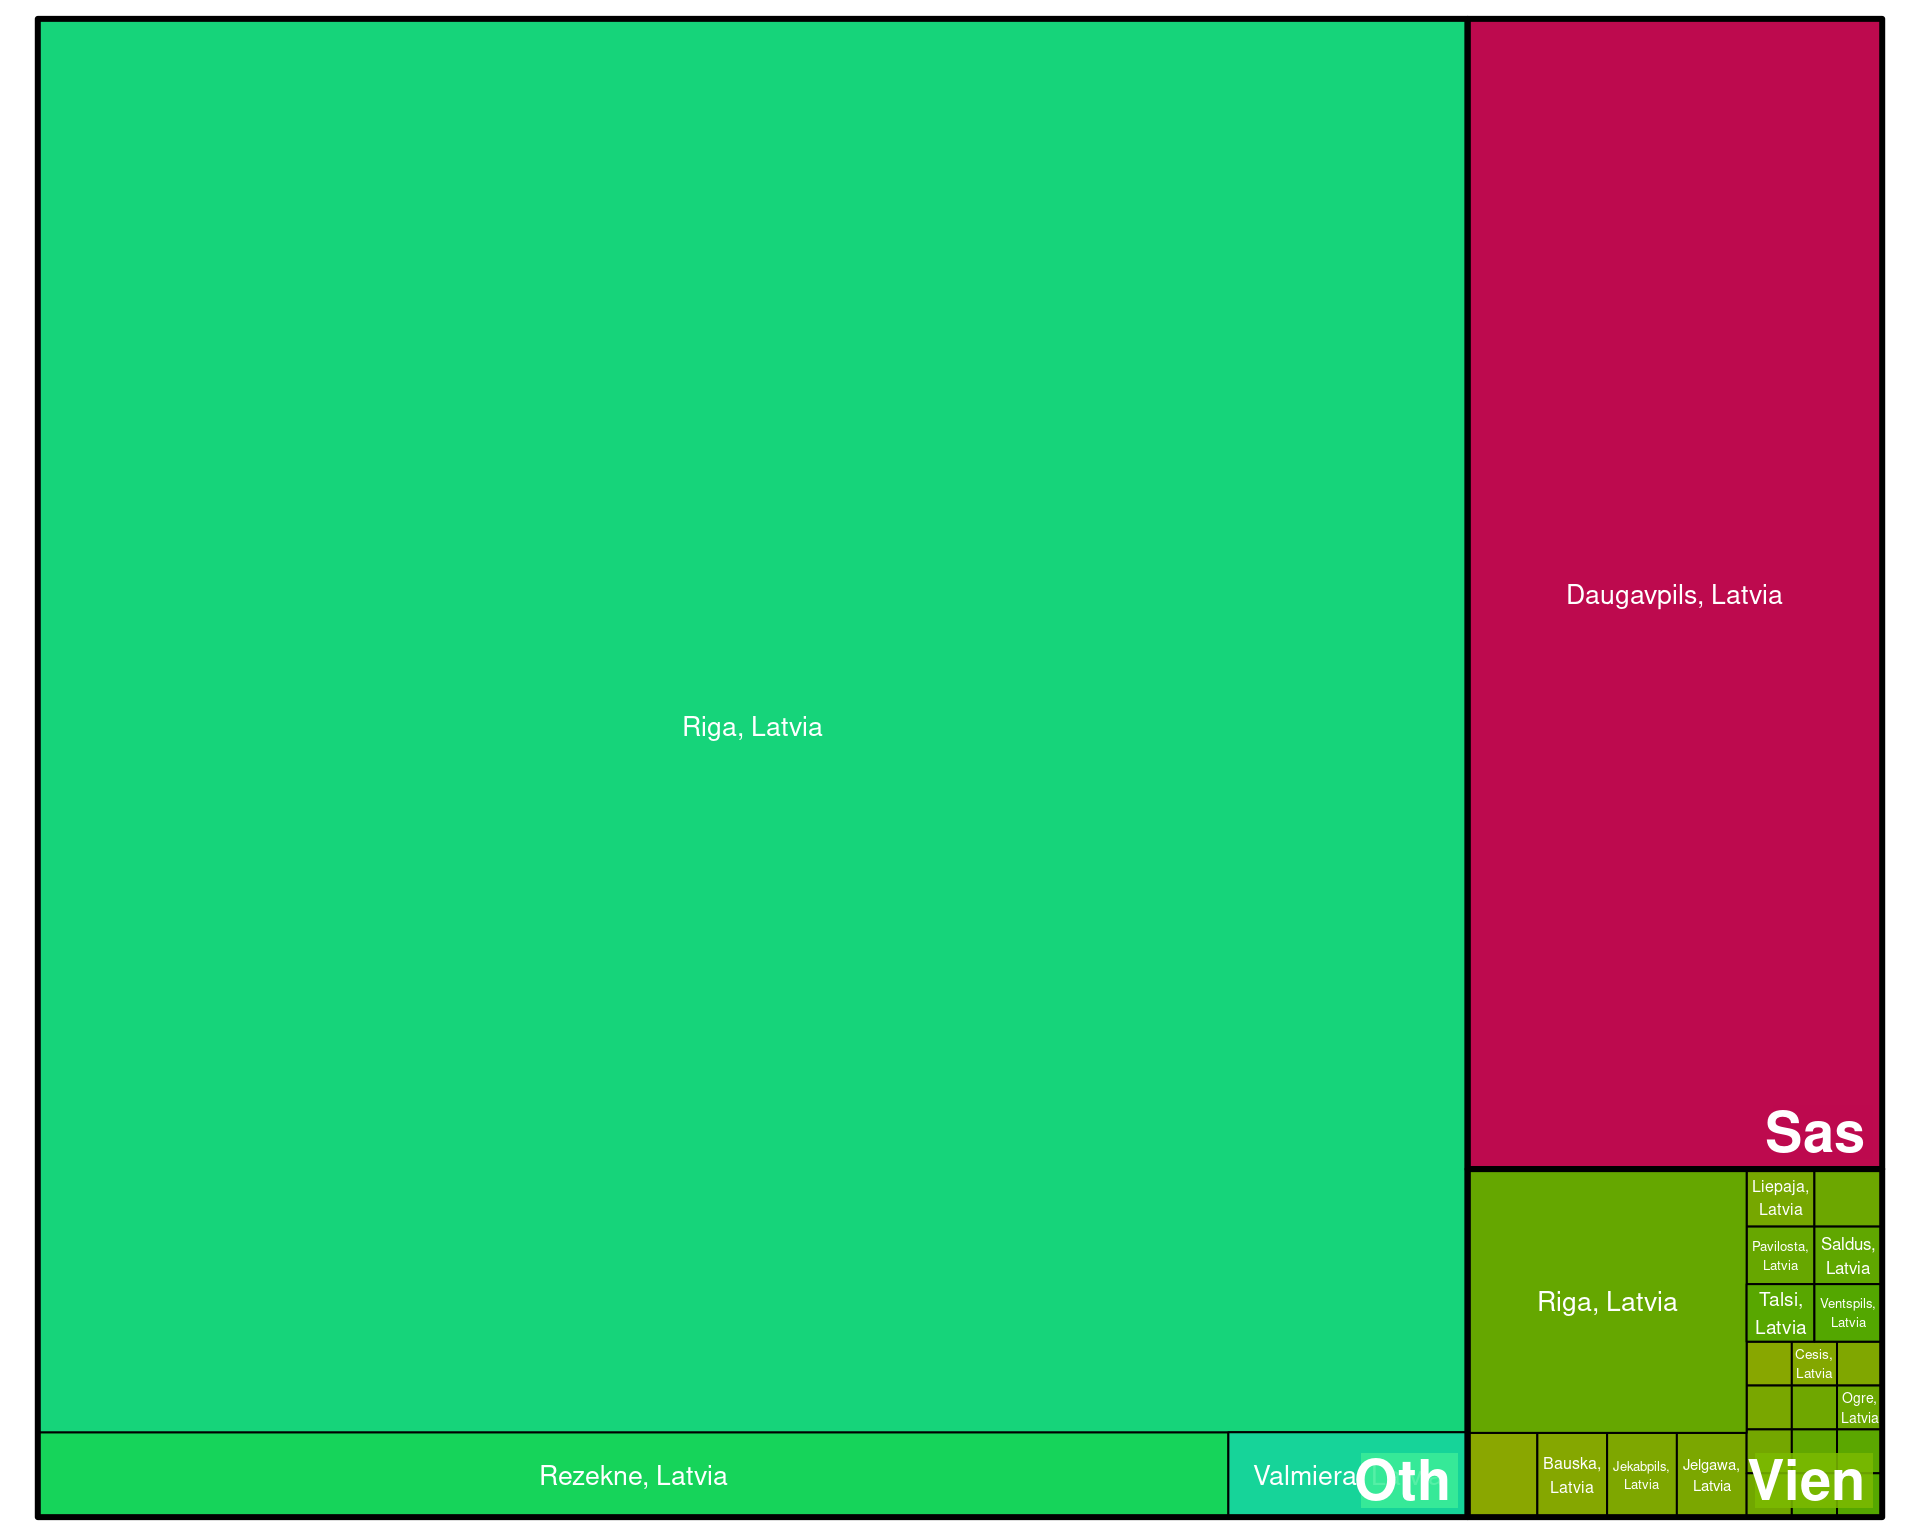 Riga, Latvia
Rezekne, Latvia
Valmiera
Oth
Daugavpils, Latvia
Sas
Riga, Latvia
Liepaja,
Latvia
Pavilosta,
Latvia
Saldus,
Latvia
Talsi,
Latvia
Ventspils,
Latvia
Cesis,
Latvia
Ogre,
Latvia
Bauska,
Latvia
Jekabpils,
Latvia
Jelgawa,
Latvia
Vien